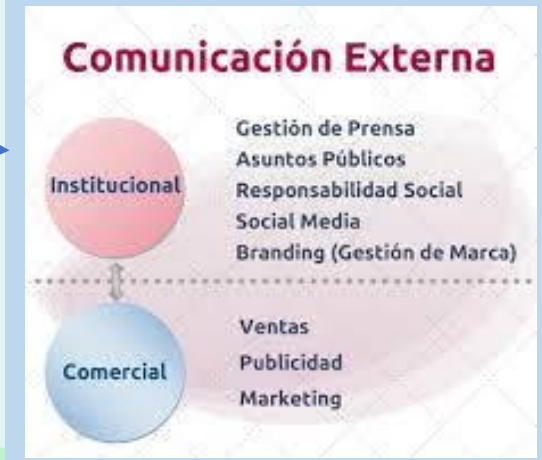 Comunicación Externa
Institucional
Gestión de Prensa
Asuntos Públicos
Responsabilidad Social
Social Media
Branding (Gestión de Marca)
Comercial
Ventas
Publicidad
Marketing